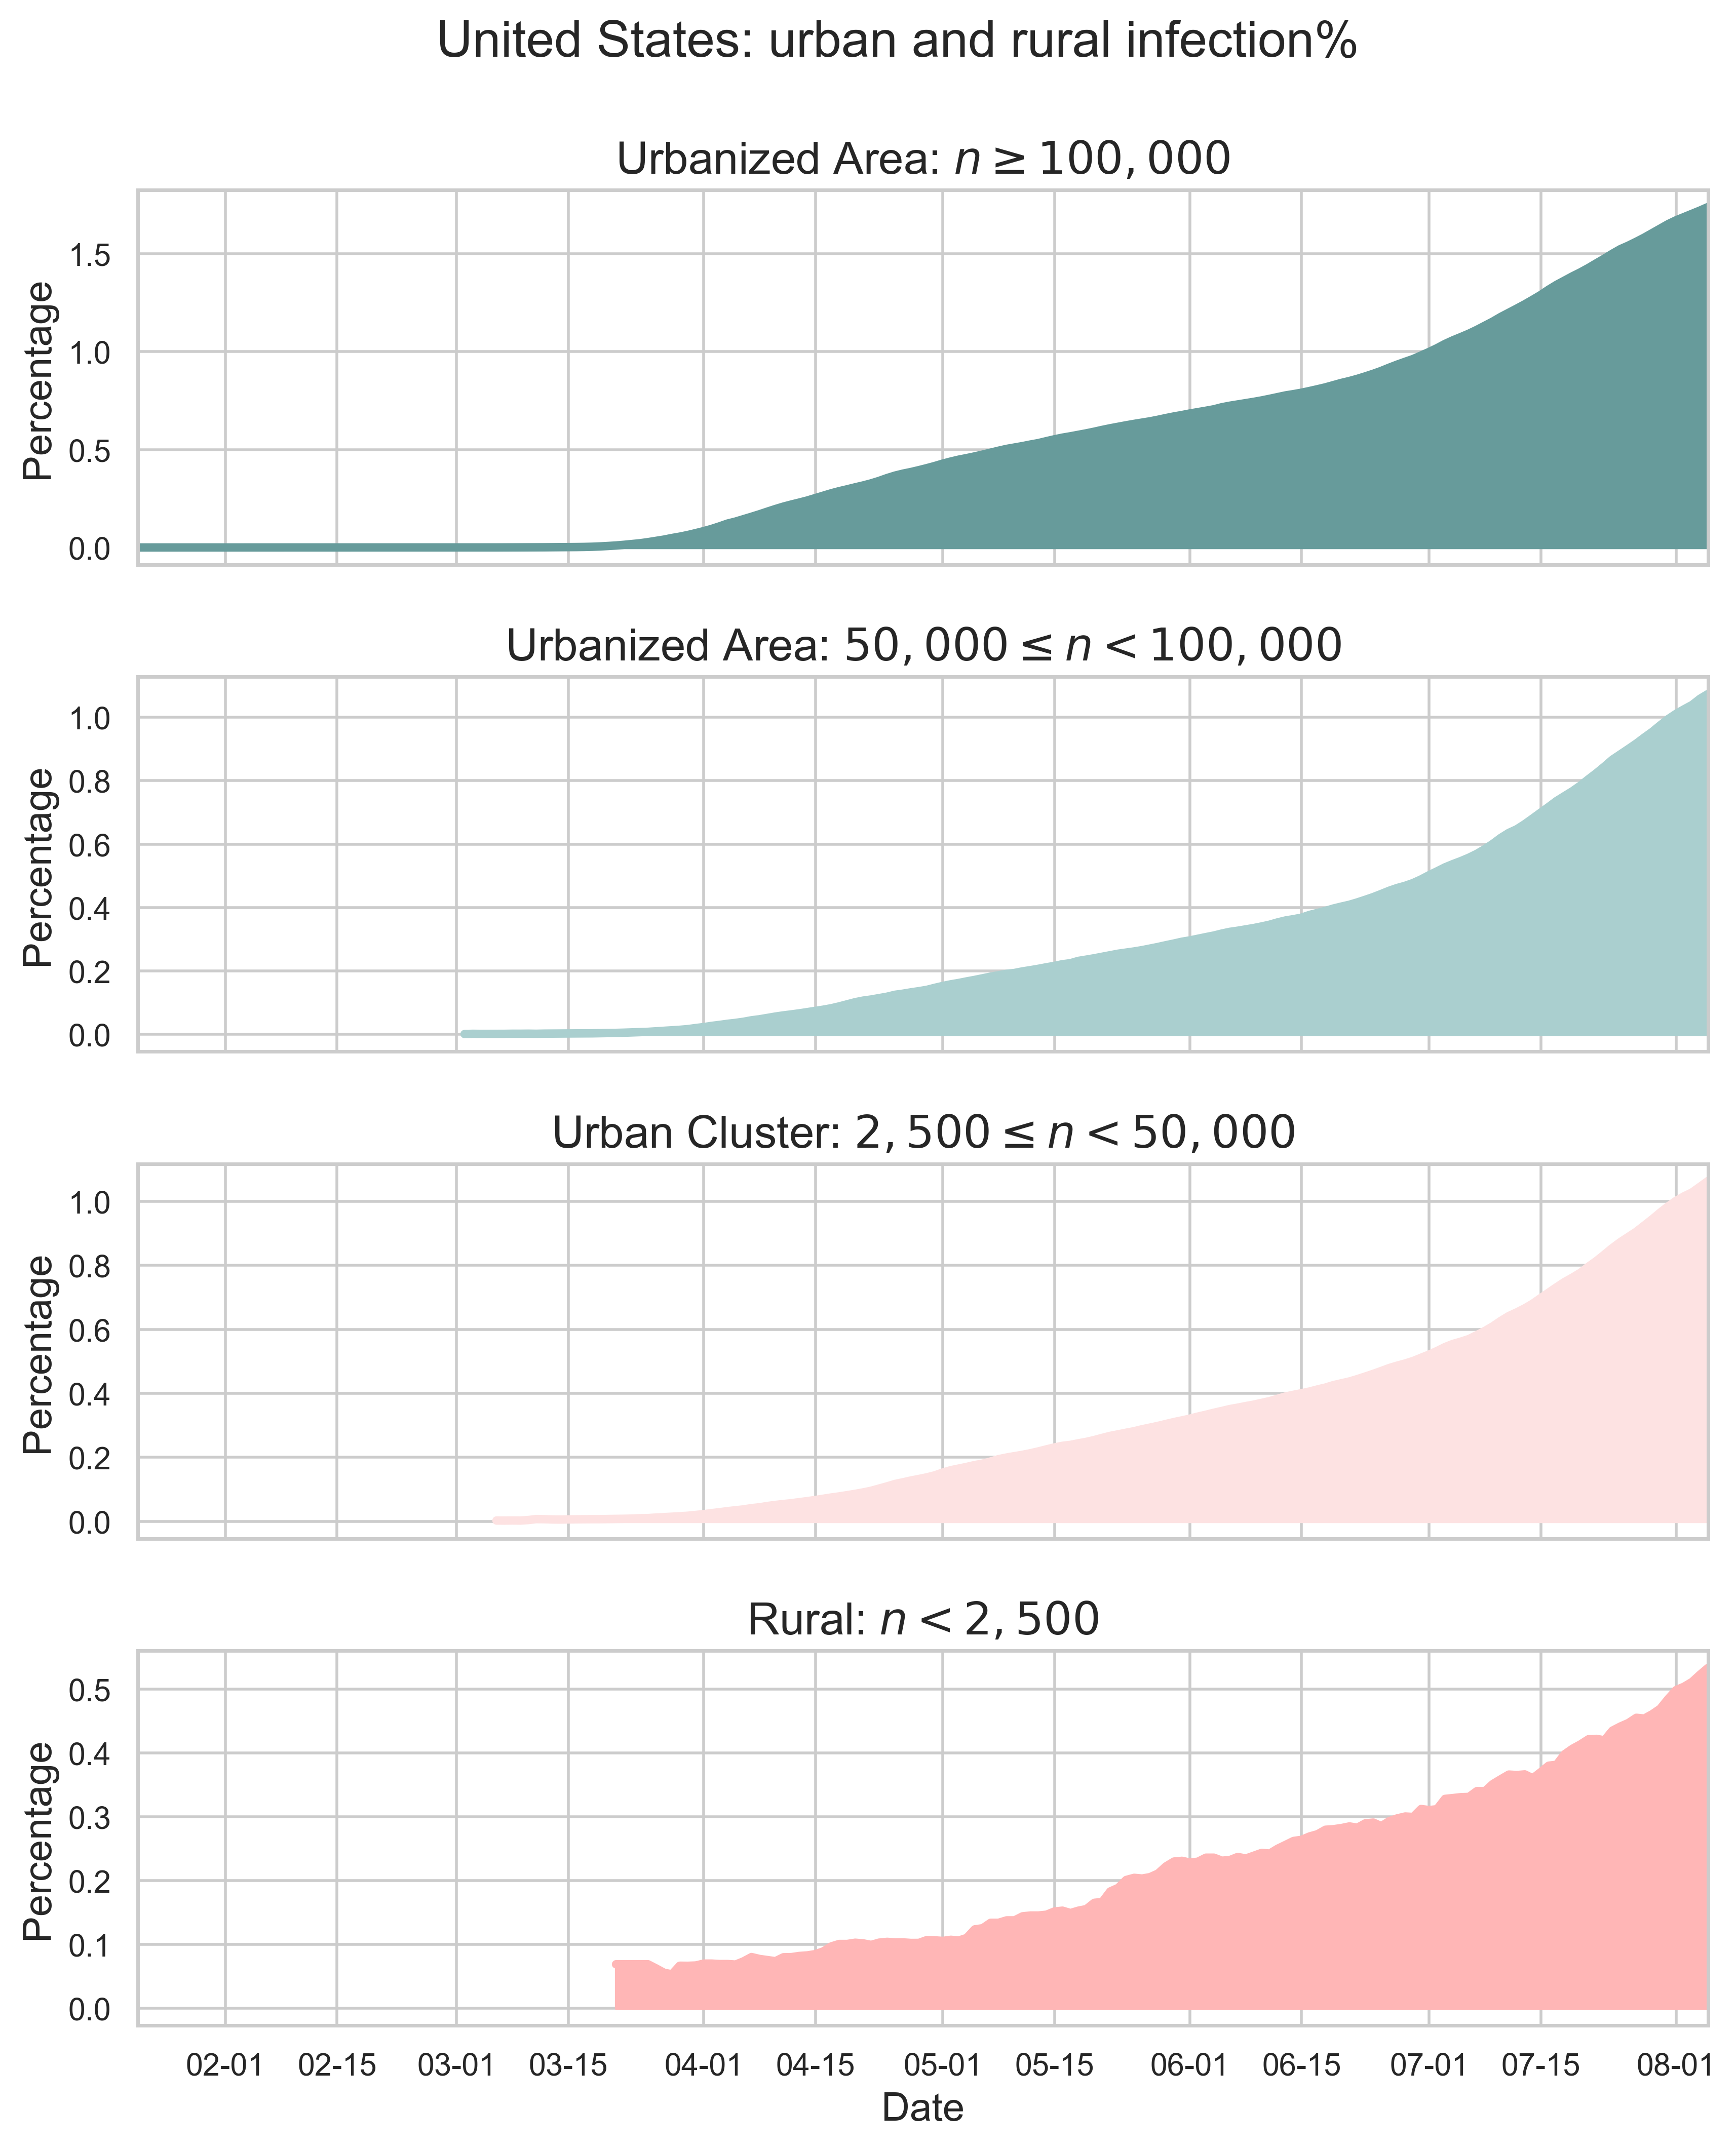 United States: urban and rural infection%
Urbanized Area: n ≥ 100,000
Percentage
1.5
1.0
0.5
0.0
Urbanized Area: 50,000 ≤ n < 100,000
Percentage
1.0
0.8
0.6
0.4
0.2
0.0
Urban Cluster: 2,500 ≤ n < 50,000
Percentage
1.0
0.8
0.6
0.4
0.2
0.0
Rural: n < 2,500
Percentage
0.5
0.4
0.3
0.2
0.1
0.0
02-01 02-15 03-01 03-15 04-01 04-15 05-01 05-15 06-01 06-15 07-01 07-15 08-01
Date